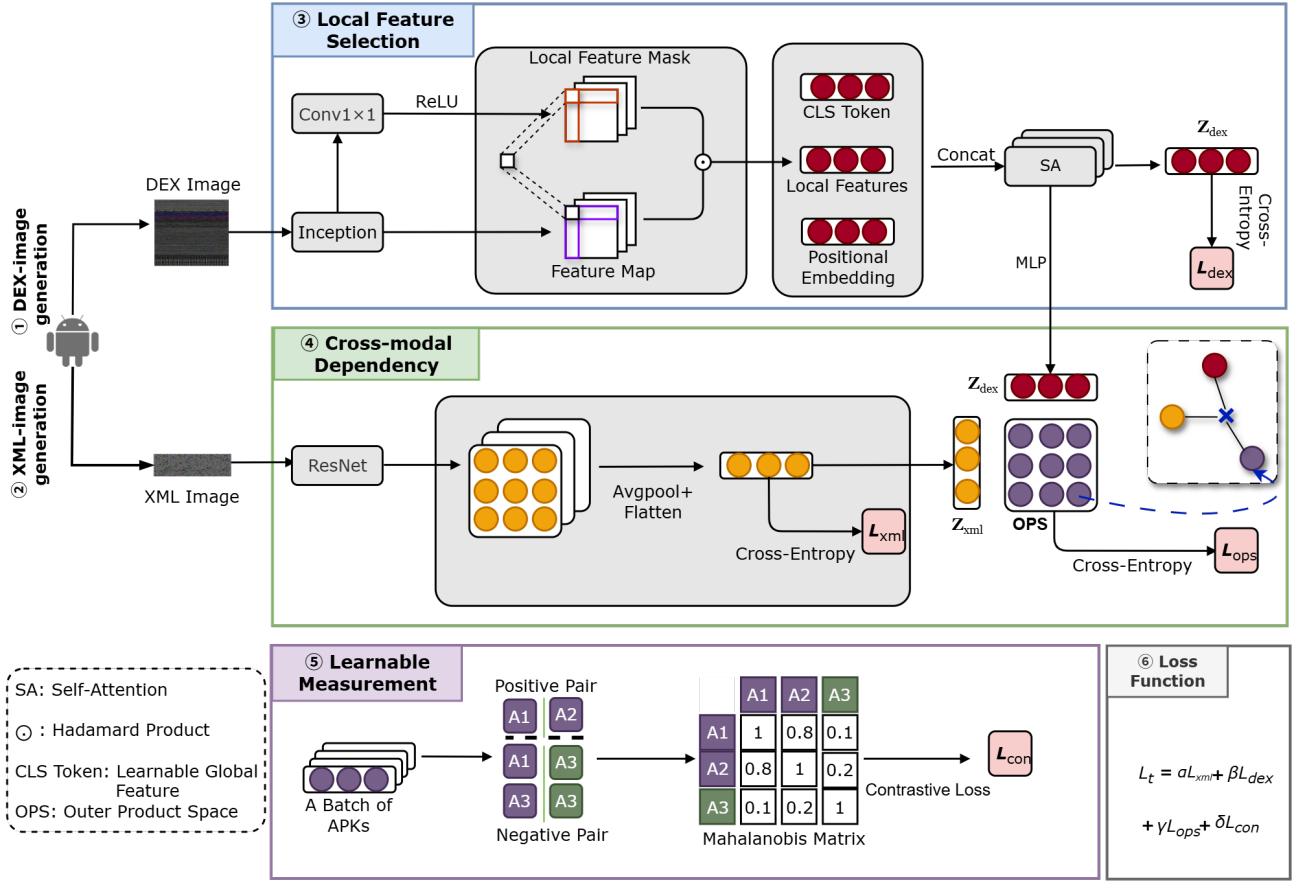 ③ Local Feature
Selection
Local Feature Mask
Conv1×1
ReLU
CLS Token
Local Features
Positional
Embedding
Inception
Feature Map
Concat
SA
Z_dex
Cross-
Entropy
L_dex
MLP
DEX Image
① DEX-image
generation
② XML-image
generation
XML Image
④ Cross-modal
Dependency
ResNet
Avgpool+
Flatten
Cross-Entropy
L_xml
Z_dex
Z_xml
OPS
Cross-Entropy
L_ops
SA: Self-Attention
⊙ : Hadamard Product
CLS Token: Learnable Global
Feature
OPS: Outer Product Space
⑤ Learnable
Measurement
A Batch of
APKs
Positive Pair
A1 A2
A1 A3
A3 A3
Negative Pair
A1 A2 A3
A1 1 0.8 0.1
A2 0.8 1 0.2
A3 0.1 0.2 1
Mahalanobis Matrix
Contrastive Loss
L_con
⑥ Loss
Function
L_t = αL_xml + βL_dex
+ γL_ops + δL_con